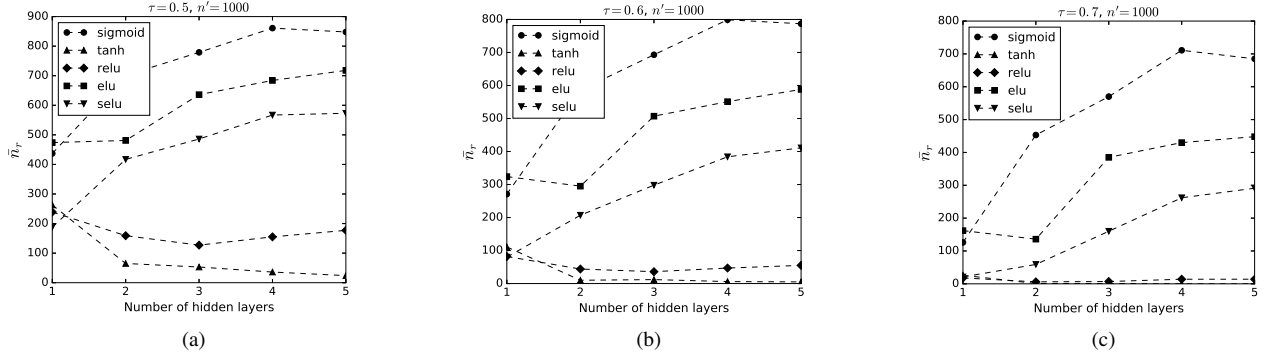 τ=0.5, n′=1000
900
800
700
600
500
400
300
200
100
0
n̄ᵣ
sigmoid
tanh
relu
elu
selu
1 2 3 4 5
Number of hidden layers
(a)
τ=0.6, n′=1000
800
700
600
500
400
300
200
100
0
n̄ᵣ
sigmoid
tanh
relu
elu
selu
1 2 3 4 5
Number of hidden layers
(b)
τ=0.7, n′=1000
800
700
600
500
400
300
200
100
0
n̄ᵣ
sigmoid
tanh
relu
elu
selu
1 2 3 4 5
Number of hidden layers
(c)